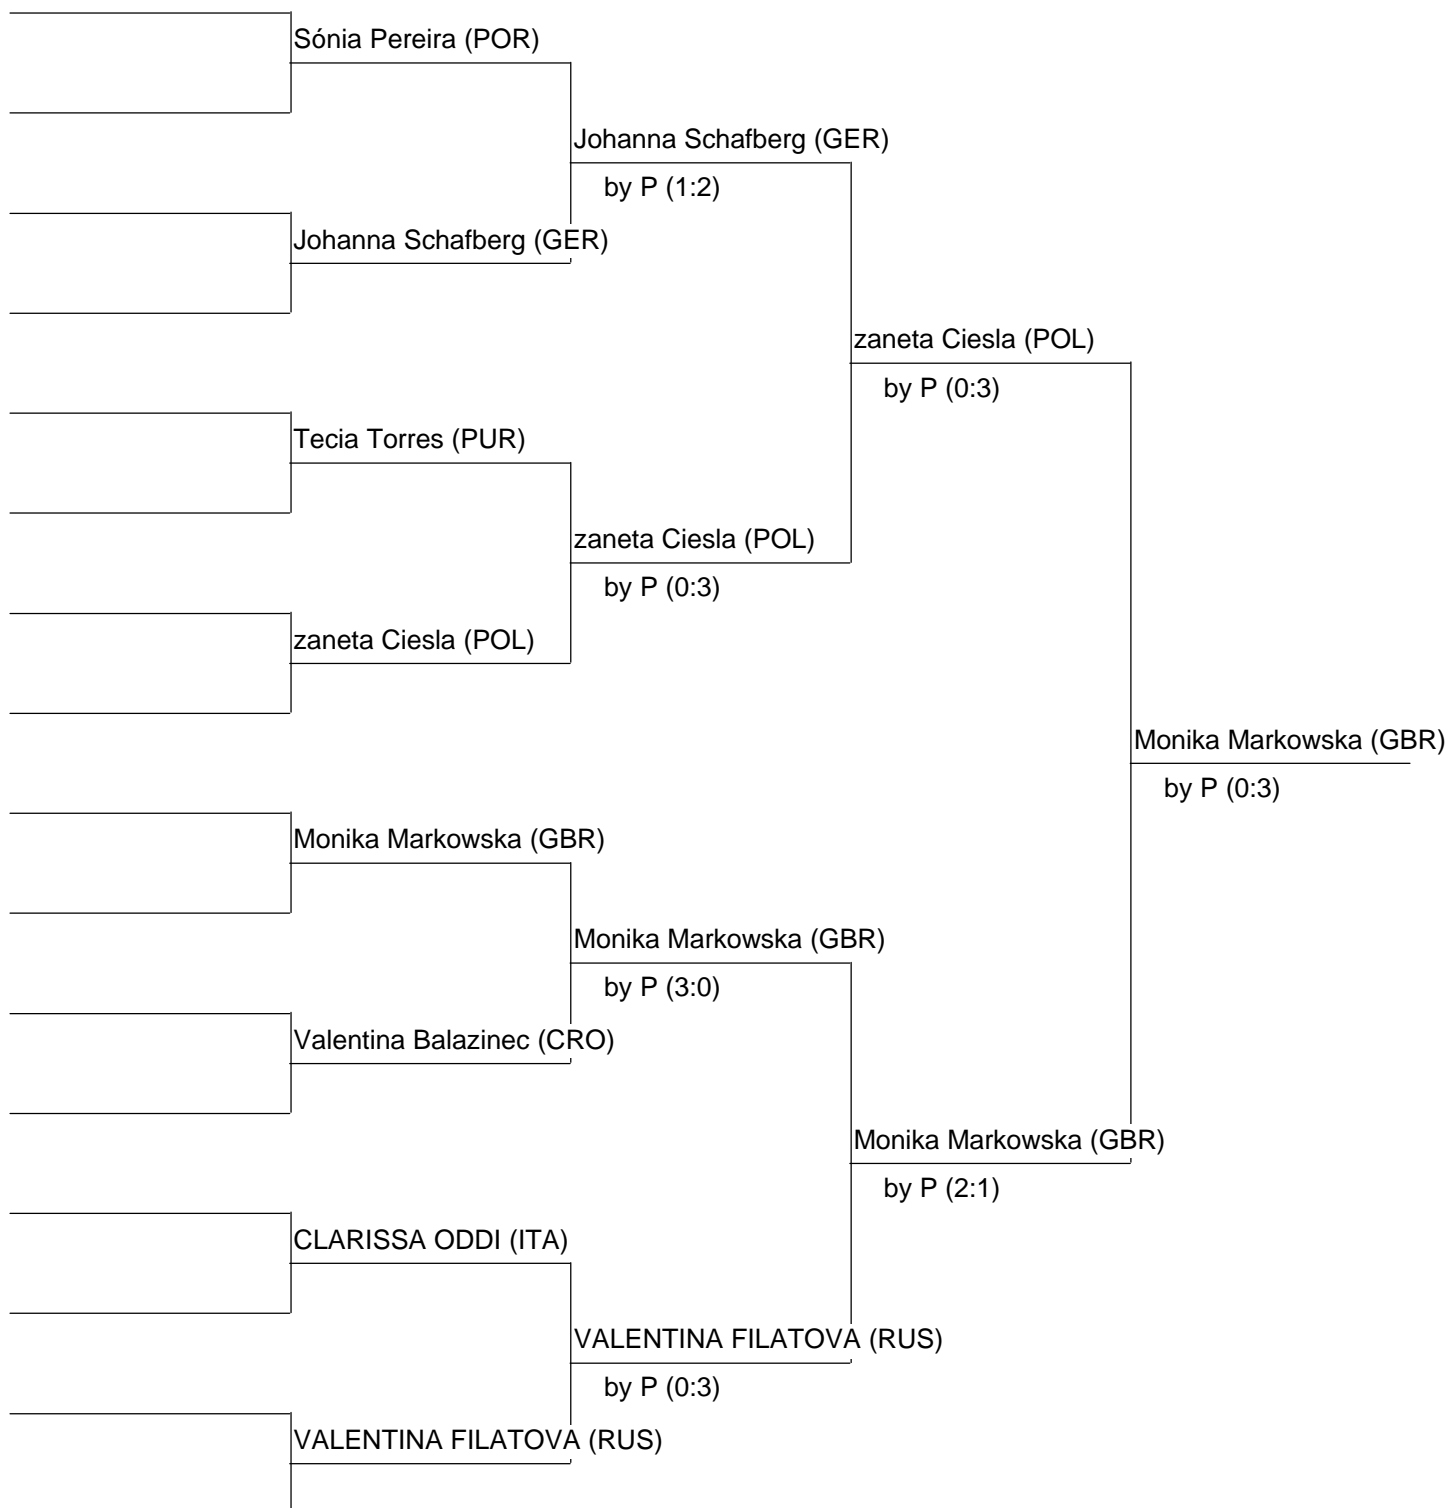 Sónia Pereira (POR)
Johanna Schafberg (GER)
by P (1:2)
Johanna Schafberg (GER)
zaneta Ciesla (POL)
by P (0:3)
Tecia Torres (PUR)
zaneta Ciesla (POL)
by P (0:3)
zaneta Ciesla (POL)
Monika Markowska (GBR)
by P (0:3)
Monika Markowska (GBR)
Monika Markowska (GBR)
by P (3:0)
Valentina Balazinec (CRO)
Monika Markowska (GBR)
by P (2:1)
CLARISSA ODDI (ITA)
VALENTINA FILATOVA (RUS)
by P (0:3)
VALENTINA FILATOVA (RUS)